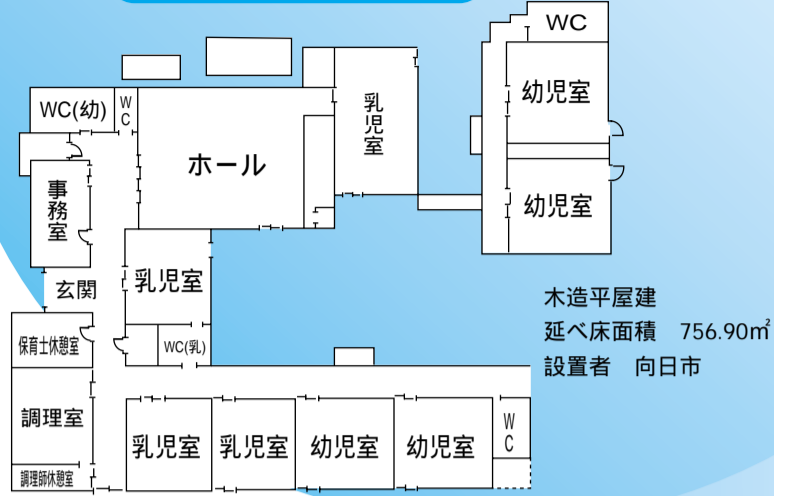 WC
幼児室
幼児室
WC(幼)
WC
乳児室
ホール
事務室
乳児室
玄関
WC(乳)
保育士休憩室
調理室
調理師休憩室
乳児室
乳児室
幼児室
幼児室
WC
木造平屋建
延べ床面積 756.90㎡
設置者 向日市